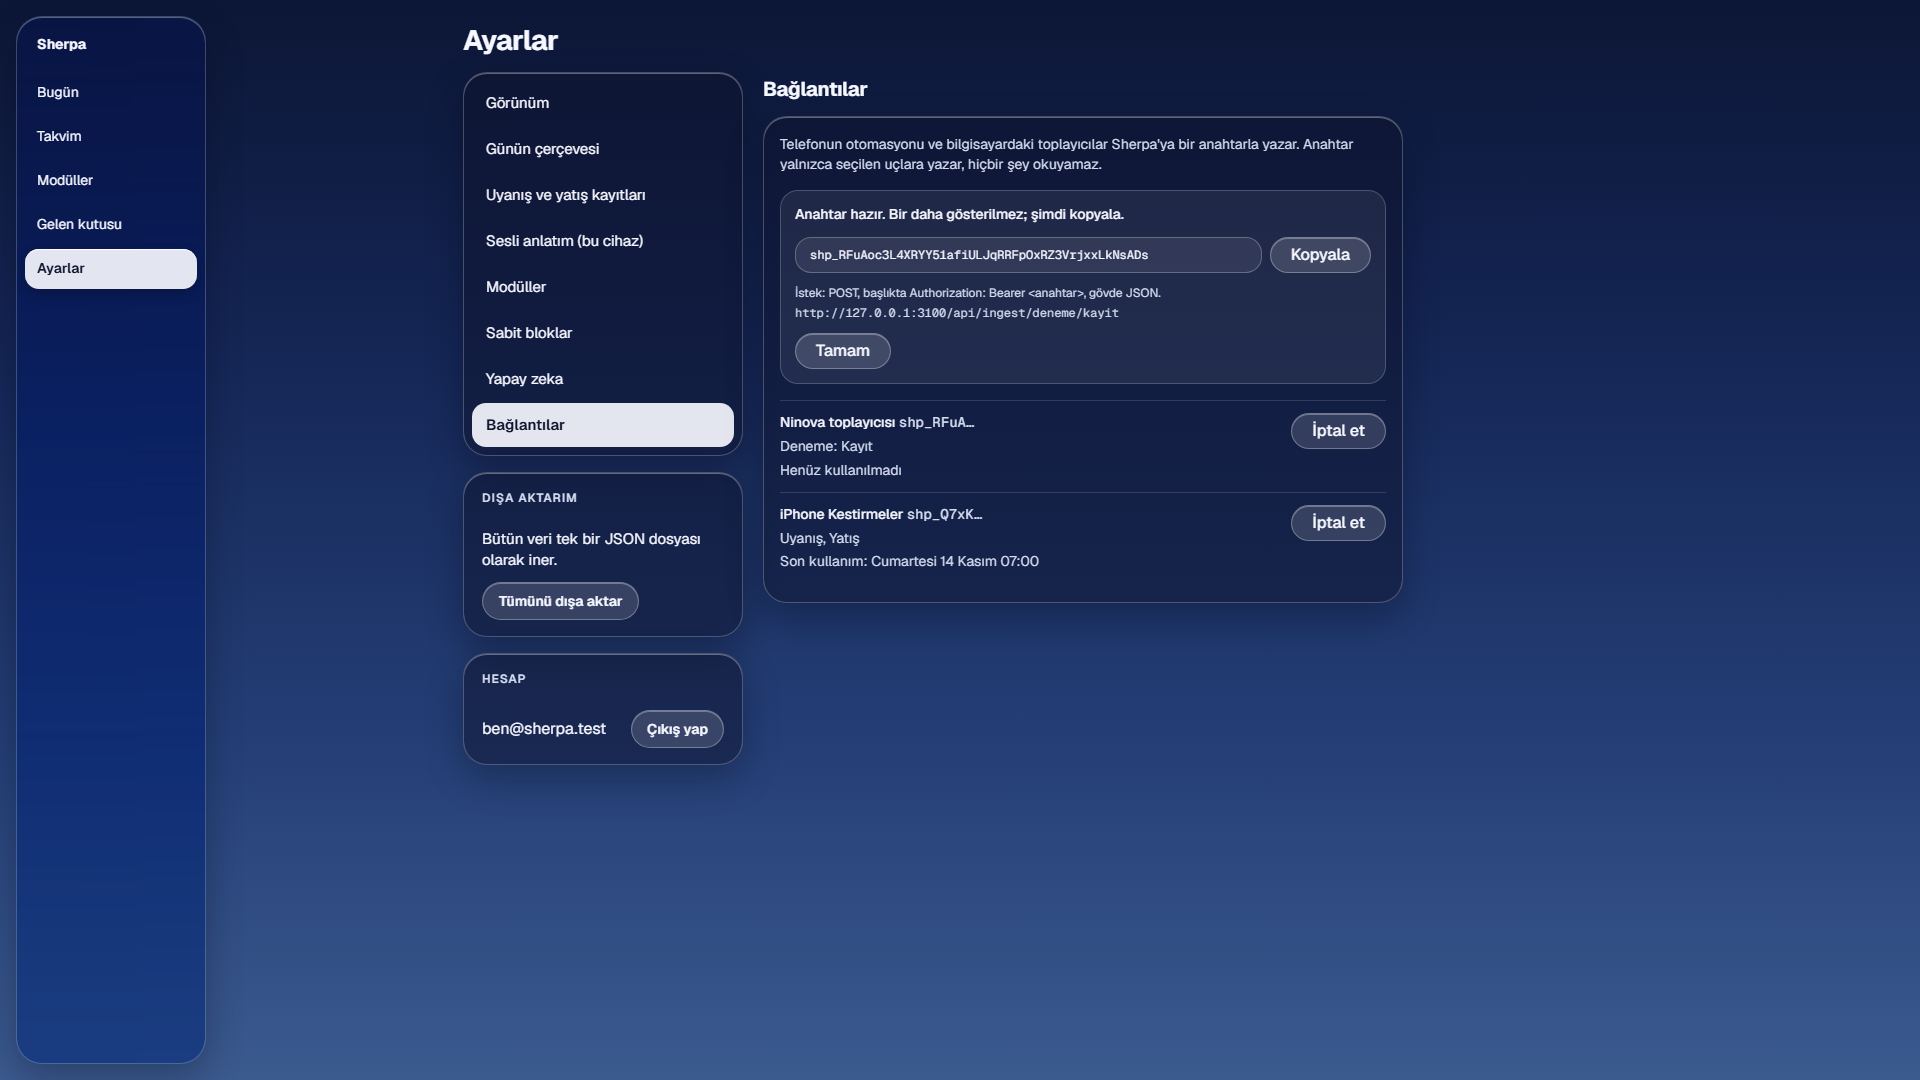 Sherpa
Bugün
Takvim
Modüller
Gelen kutusu
Ayarlar
Ayarlar
Görünüm
Günün çerçevesi
Uyanış ve yatış kayıtları
Sesli anlatım (bu cihaz)
Modüller
Sabit bloklar
Yapay zeka
Bağlantılar
DIŞA AKTARIM
Bütün veri tek bir JSON dosyası
olarak iner.
Tümünü dışa aktar
HESAP
ben@sherpa.test
Çıkış yap
Bağlantılar
Telefonun otomasyonu ve bilgisayardaki toplayıcılar Sherpa'ya bir anahtarla yazar. Anahtar
yalnızca seçilen uçlara yazar, hiçbir şey okuyamaz.
Anahtar hazır. Bir daha gösterilmez; şimdi kopyala.
shp_RFuAoc3L4XRYY51afiULJqRRFpOxRZ3VrjxxLkNsADs
Kopyala
İstek: POST, başlıkta Authorization: Bearer <anahtar>, gövde JSON.
http://127.0.0.1:3100/api/ingest/deneme/kayit
Tamam
Ninova toplayıcısı shp_RFuA…
İptal et
Deneme: Kayıt
Henüz kullanılmadı
iPhone Kestirmeler shp_Q7xK…
İptal et
Uyanış, Yatış
Son kullanım: Cumartesi 14 Kasım 07:00